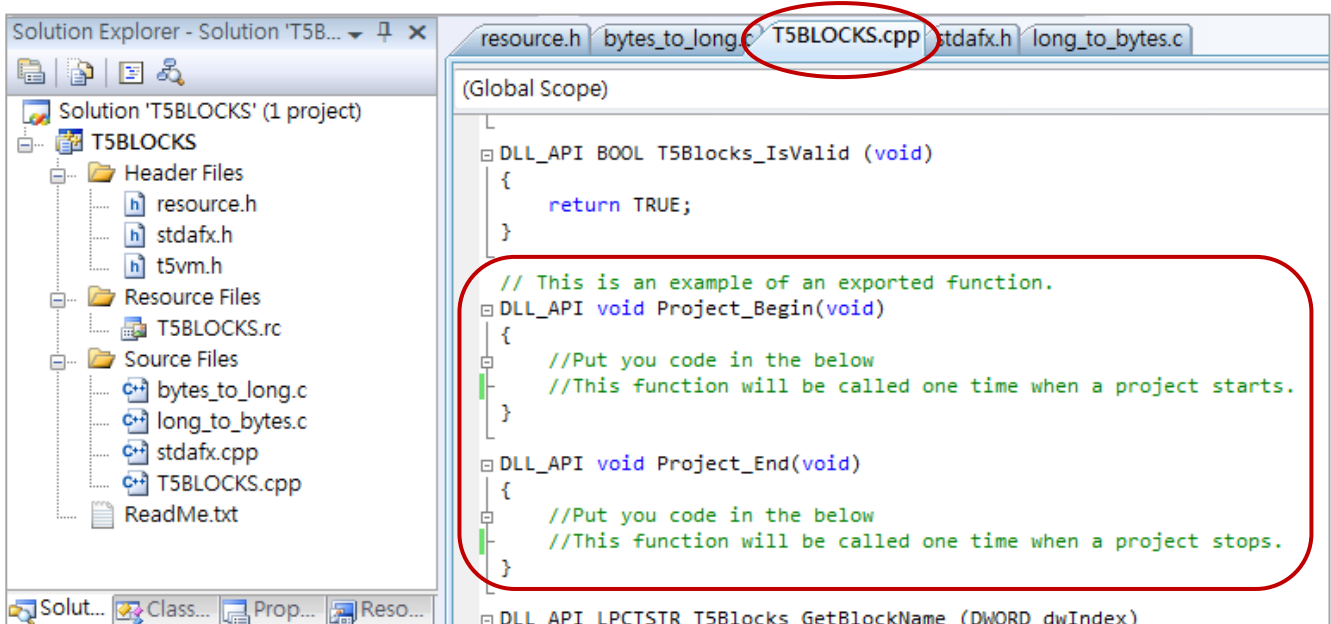 Solution Explorer - Solution 'T5B...
Solution 'T5BLOCKS' (1 project)
T5BLOCKS
Header Files
resource.h
stdafx.h
t5vm.h
Resource Files
T5BLOCKS.rc
Source Files
bytes_to_long.c
long_to_bytes.c
stdafx.cpp
T5BLOCKS.cpp
ReadMe.txt
Solut... Class... Prop... Reso...
resource.h bytes_to_long.c T5BLOCKS.cpp stdafx.h long_to_bytes.c
(Global Scope)
DLL_API BOOL T5Blocks_IsValid (void)
{
return TRUE;
}
// This is an example of an exported function.
DLL_API void Project_Begin(void)
{
//Put you code in the below
//This function will be called one time when a project starts.
}
DLL_API void Project_End(void)
{
//Put you code in the below
//This function will be called one time when a project stops.
}
DLL_API LPCTSTR T5Blocks_GetBlockName (DWORD dwIndex)